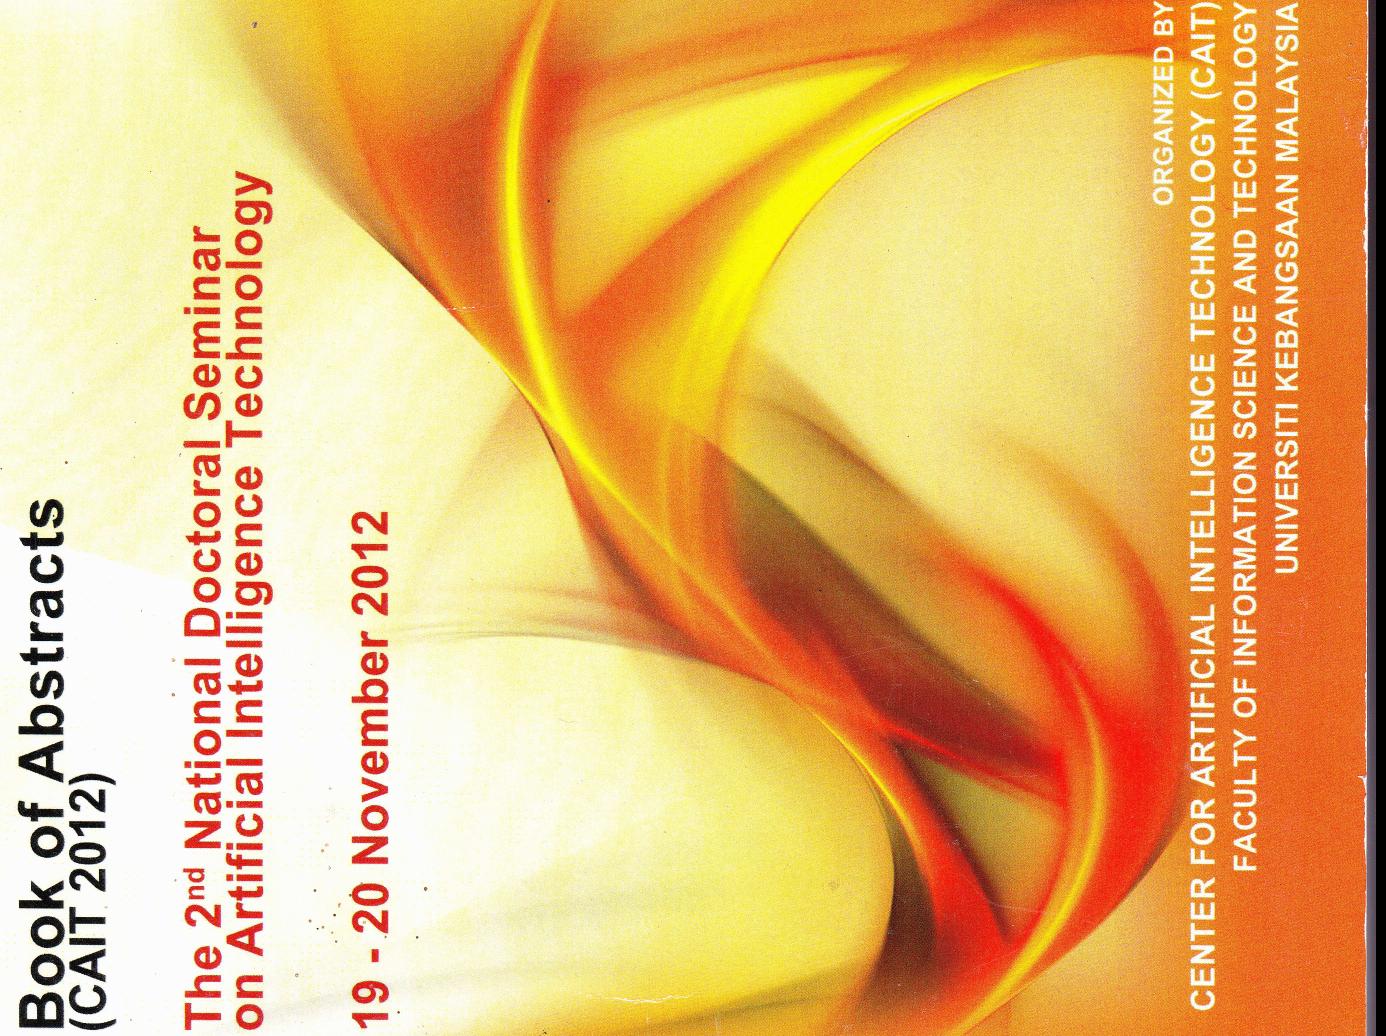 Book of Abstracts
(CAIT 2012)
The 2nd National Doctoral Seminar
on Artificial Intelligence Technology
19 - 20 November 2012
ORGANIZED BY
CENTER FOR ARTIFICIAL INTELLIGENCE TECHNOLOGY (CAIT)
FACULTY OF INFORMATION SCIENCE AND TECHNOLOGY
UNIVERSITI KEBANGSAAN MALAYSIA